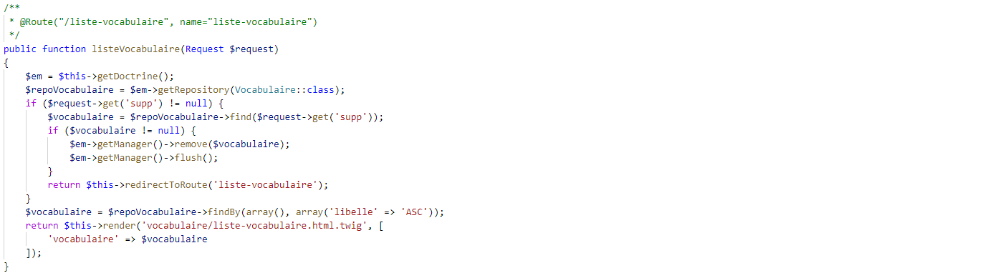 /**
 * @Route("/liste-vocabulaire", name="liste-vocabulaire")
 */
public function listeVocabulaire(Request $request)
{
    $em = $this->getDoctrine();
    $repoVocabulaire = $em->getRepository(Vocabulaire::class);
    if ($request->get('supp') != null) {
        $vocabulaire = $repoVocabulaire->find($request->get('supp'));
        if ($vocabulaire != null) {
            $em->getManager()->remove($vocabulaire);
            $em->getManager()->flush();
        }
        return $this->redirectToRoute('liste-vocabulaire');
    }
    $vocabulaire = $repoVocabulaire->findBy(array(), array('libelle' => 'ASC'));
    return $this->render('vocabulaire/liste-vocabulaire.html.twig', [
        'vocabulaire' => $vocabulaire
    ]);
}